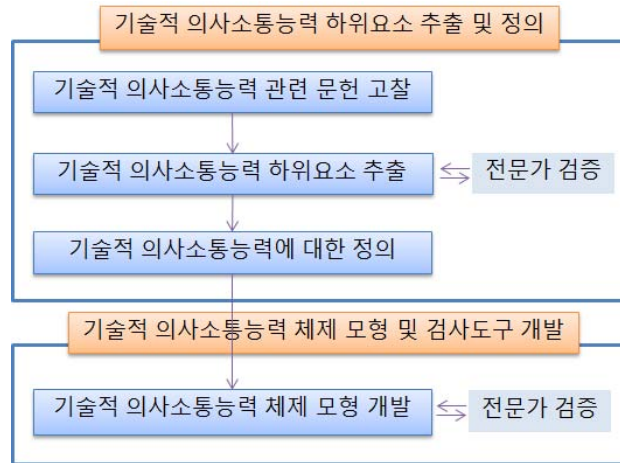 기술적 의사소통능력 하위요소 추출 및 정의
기술적 의사소통능력 관련 문헌 고찰
기술적 의사소통능력 하위요소 추출
전문가 검증
기술적 의사소통능력에 대한 정의
기술적 의사소통능력 체제 모형 및 검사도구 개발
기술적 의사소통능력 체제 모형 개발
전문가 검증